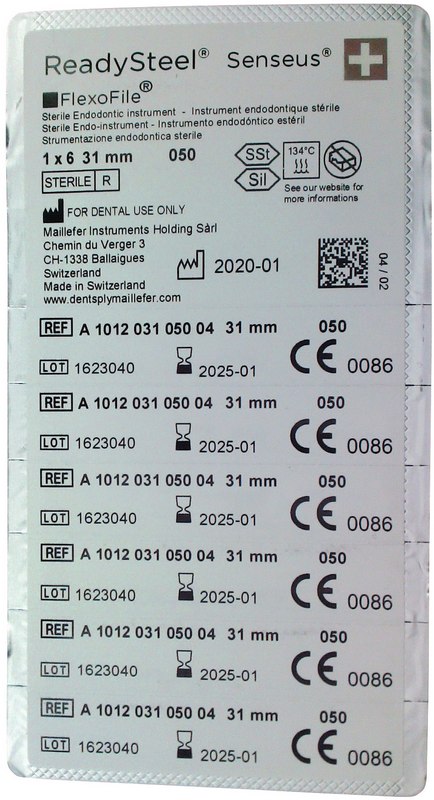 ReadySteel® Senseus®
FlexoFile®
Sterile Endodontic instrument - Instrument endodontique stérile
Sterile Endo-instrument - Instrumento endodóntico estéril
Strumentazione endodontica sterile
1 x 6 31 mm 050
SSt 134°C
STERILE R
Sil
See our website for
more informations
FOR DENTAL USE ONLY
Maillefer Instruments Holding Sàrl
Chemin du Verger 3
CH-1338 Ballaigues
Switzerland
Made in Switzerland
www.dentsplymaillefer.com
2020-01
04 / 02
REF A 1012 031 050 04 31 mm 050
LOT 1623040 2025-01 CE 0086
REF A 1012 031 050 04 31 mm 050
LOT 1623040 2025-01 CE 0086
REF A 1012 031 050 04 31 mm 050
LOT 1623040 2025-01 CE 0086
REF A 1012 031 050 04 31 mm 050
LOT 1623040 2025-01 CE 0086
REF A 1012 031 050 04 31 mm 050
LOT 1623040 2025-01 CE 0086
REF A 1012 031 050 04 31 mm 050
LOT 1623040 2025-01 CE 0086